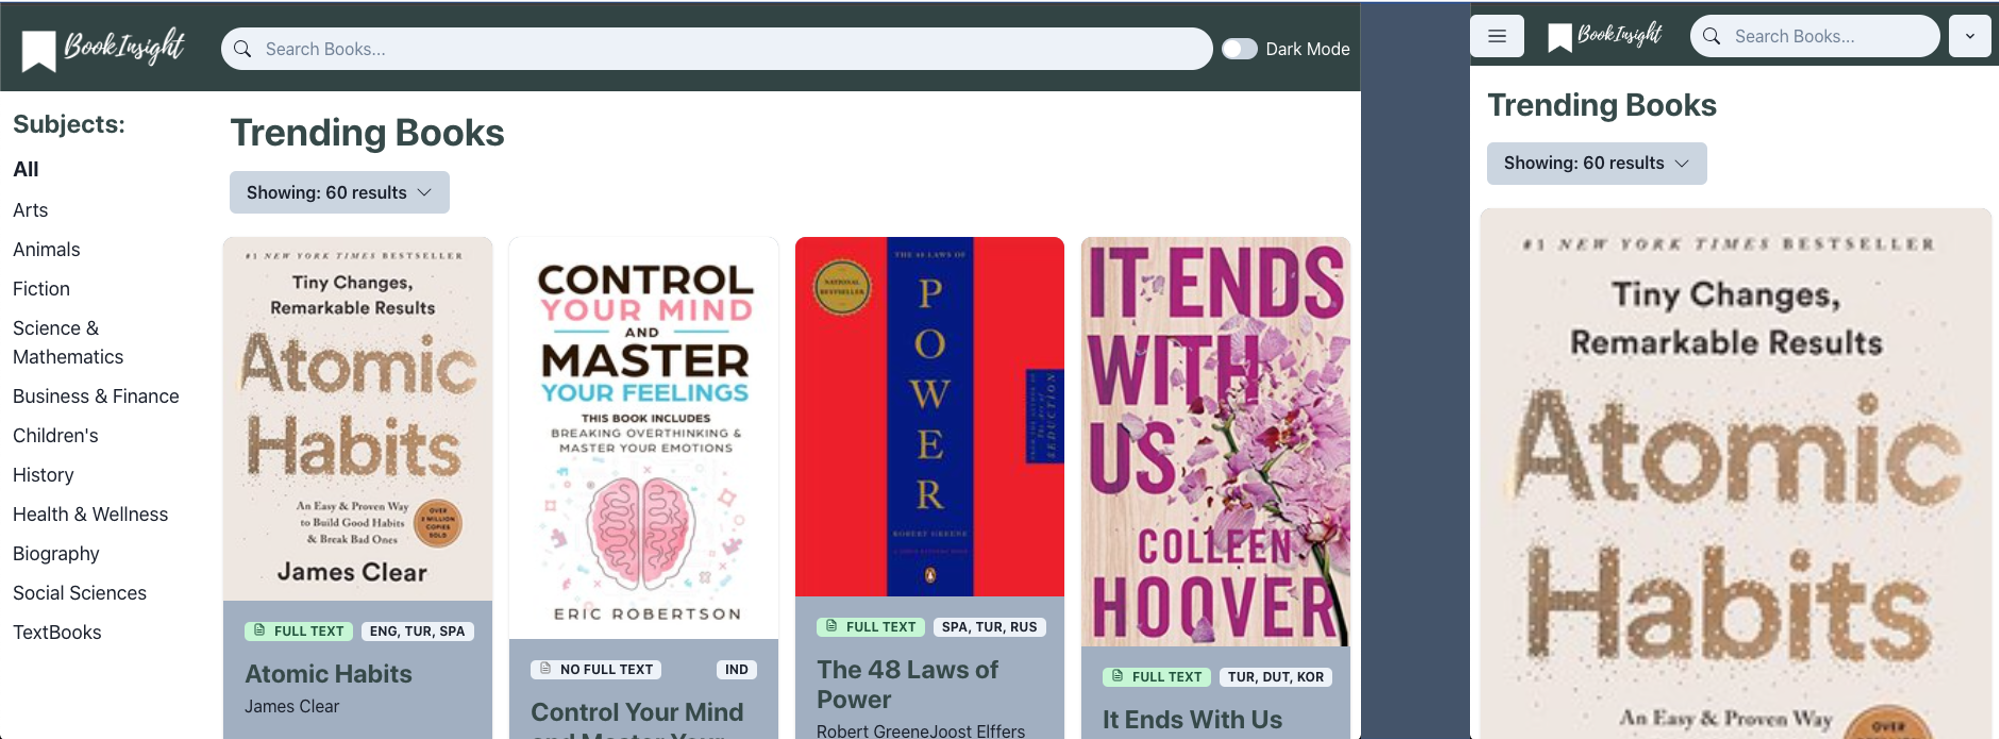 BookInsight
Search Books...
Dark Mode
Subjects:
All
Arts
Animals
Fiction
Science &
Mathematics
Business & Finance
Children's
History
Health & Wellness
Biography
Social Sciences
TextBooks
Trending Books
Showing: 60 results
#1 NEW YORK TIMES BESTSELLER
Tiny Changes,
Remarkable Results
Atomic
Habits
An Easy & Proven Way
to Build Good Habits
& Break Bad Ones
OVER
COPIES
SOLD
James Clear
FULL TEXT
ENG, TUR, SPA
Atomic Habits
James Clear
CONTROL
YOUR MIND
AND
MASTER
YOUR FEELINGS
THIS BOOK INCLUDES
BREAKING OVERTHINKING &
MASTER YOUR EMOTIONS
ERIC ROBERTSON
NO FULL TEXT
IND
Control Your Mind
and Master Your
NATIONAL
BESTSELLER
THE 48 LAWS OF
POWER
ROBERT GREENE
FULL TEXT
SPA, TUR, RUS
The 48 Laws of
Power
Robert GreeneJoost Elffers
IT ENDS
WITH
US
COLLEEN
HOOVER
FULL TEXT
TUR, DUT, KOR
It Ends With Us
BookInsight
Search Books...
Trending Books
Showing: 60 results
#1 NEW YORK TIMES BESTSELLER
Tiny Changes,
Remarkable Results
Atomic
Habits
An Easy & Proven Way
OVER